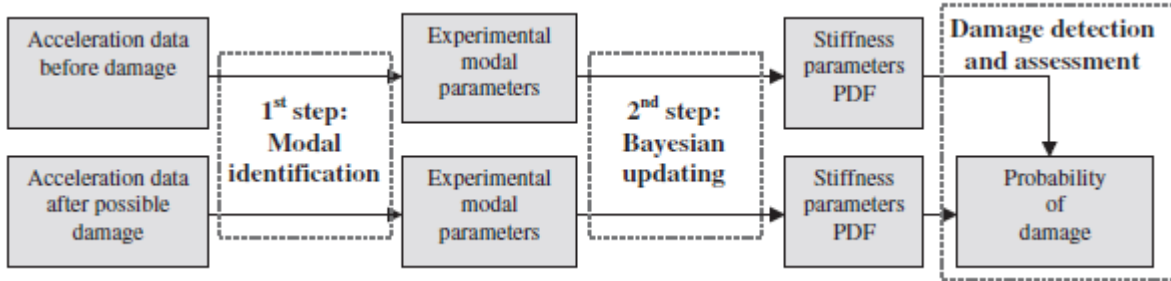 Acceleration data
before damage
1st step:
Modal
identification
Experimental
modal
parameters
2nd step:
Bayesian
updating
Stiffness
parameters
PDF
Damage detection
and assessment
Acceleration data
after possible
damage
Experimental
modal
parameters
Stiffness
parameters
PDF
Probability
of
damage